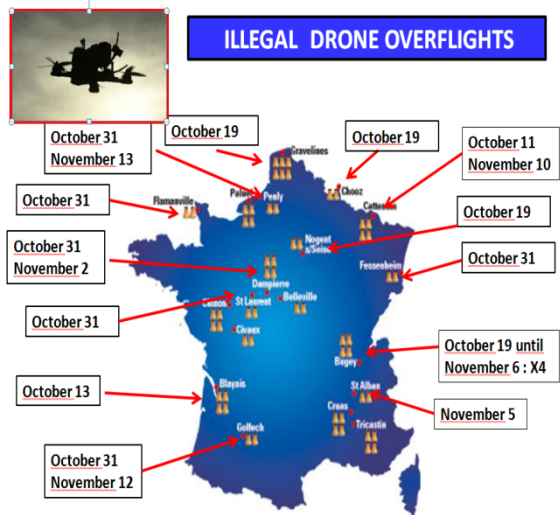 ILLEGAL DRONE OVERFLIGHTS
October 31
November 13
October 19
October 19
October 11
November 10
Gravelines
Chooz
October 31
Flamanville
Paluel
Penly
Cattenom
October 19
October 31
November 2
Nogent
s/Seine
Fessenheim
October 31
Dampierre
Belleville
St Laurent
October 31
Chinon
Civaux
October 19 until
November 6 : X4
Bugey
October 13
Blayais
St Alban
November 5
Cruas
Tricastin
Golfech
October 31
November 12